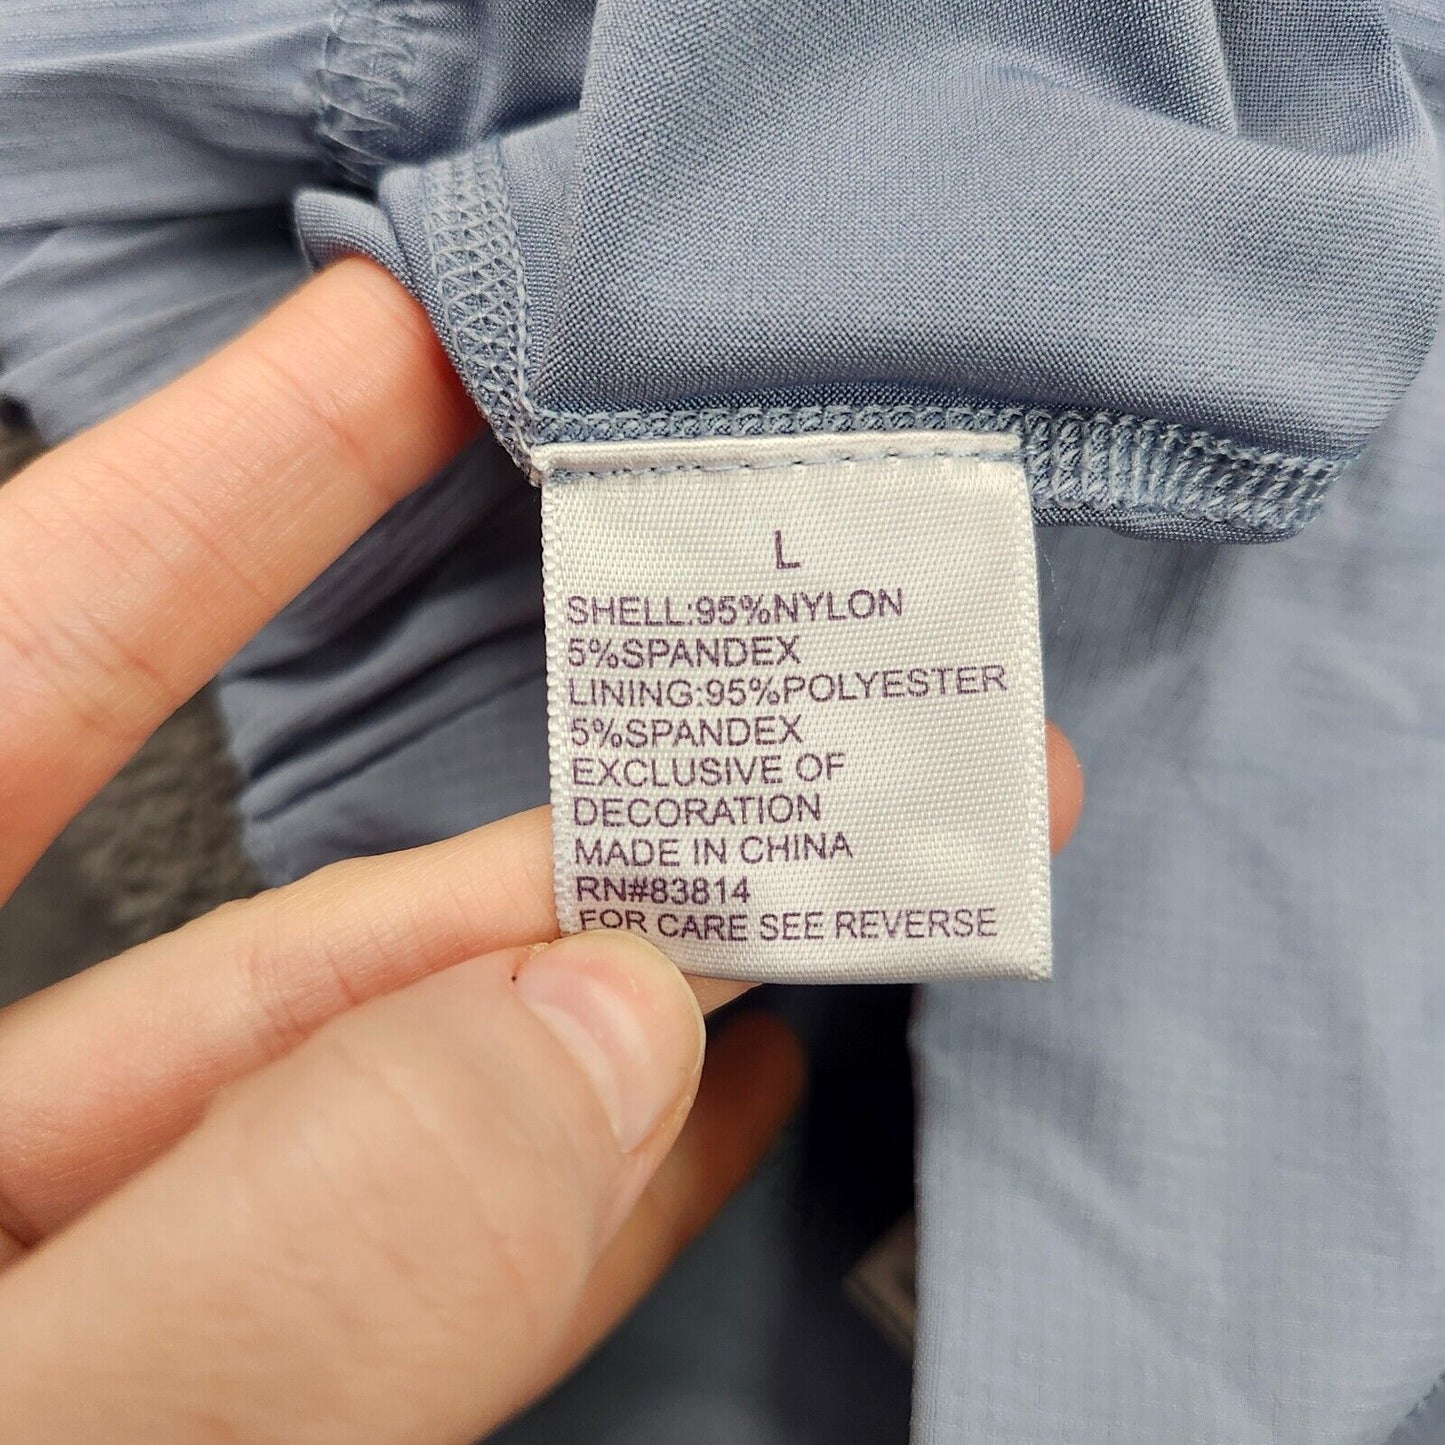 L
SHELL:95%NYLON
5%SPANDEX
LINING:95%POLYESTER
5%SPANDEX
EXCLUSIVE OF
DECORATION
MADE IN CHINA
RN#83814
FOR CARE SEE REVERSE